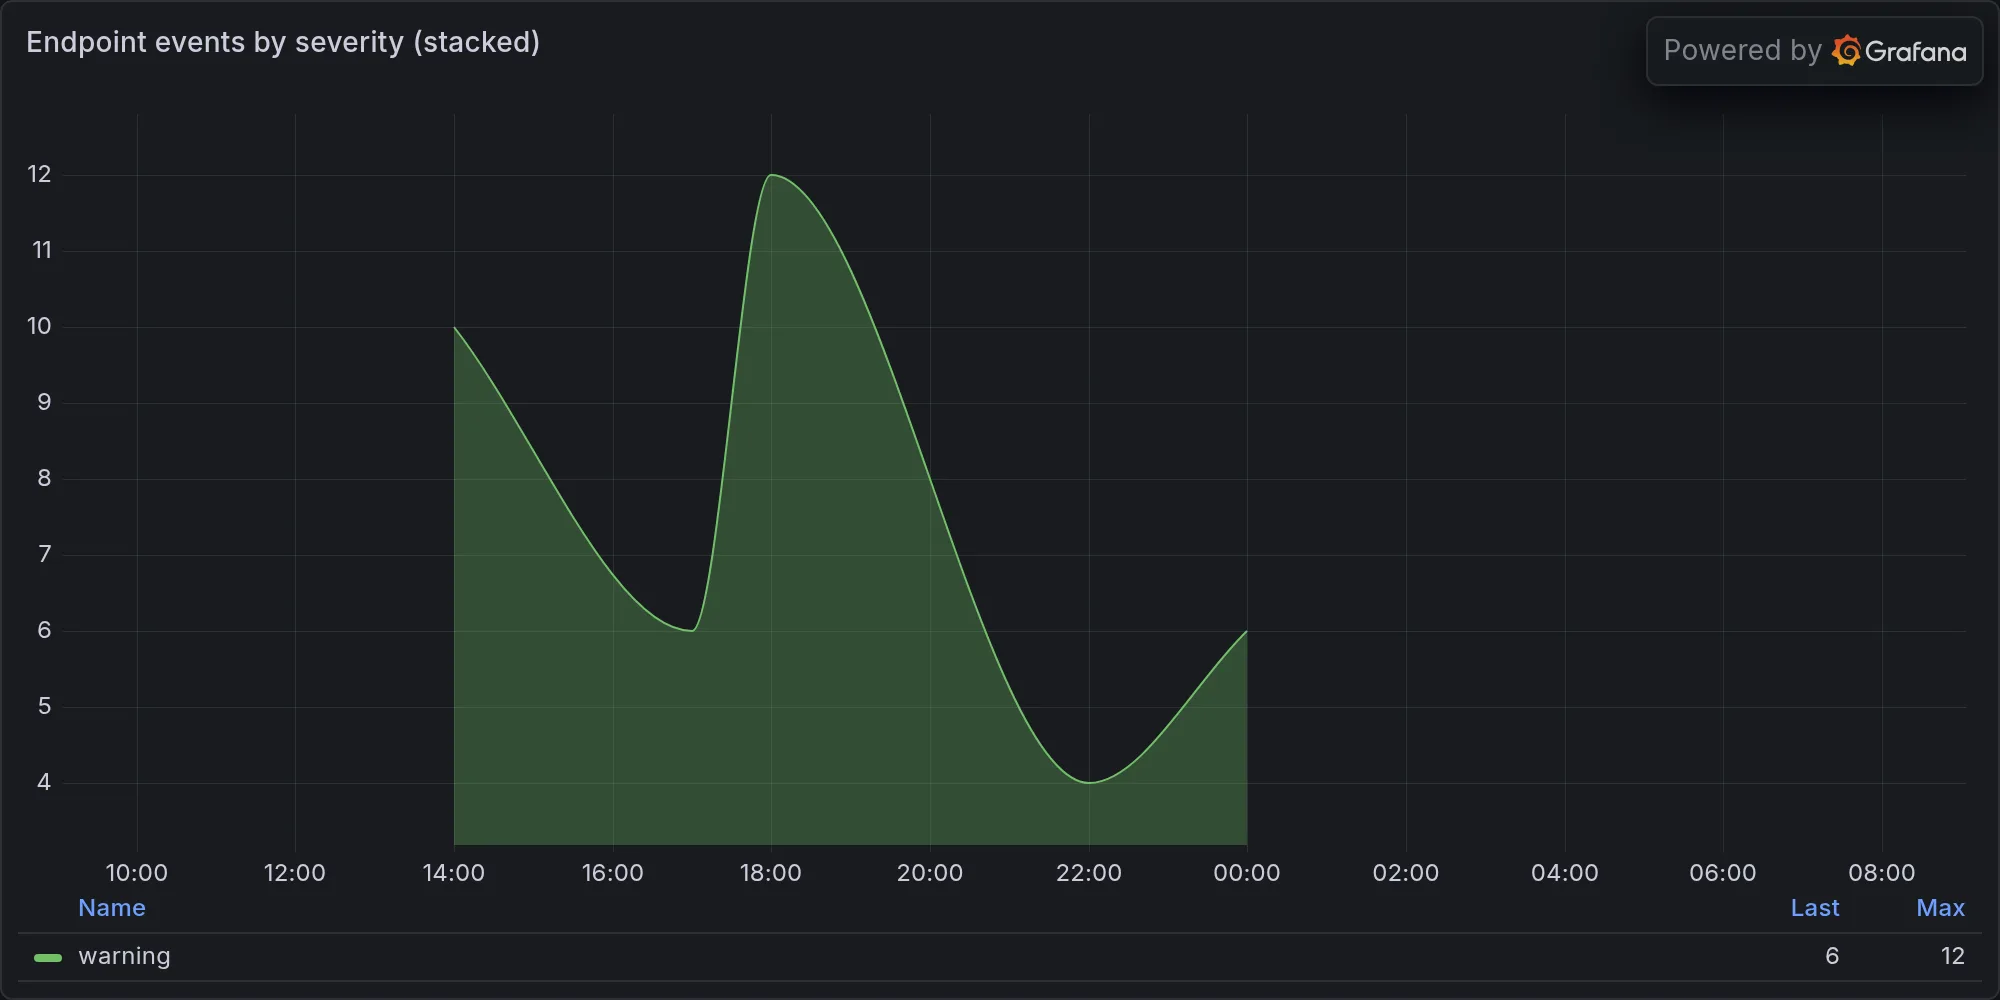 Endpoint events by severity (stacked)
Powered by Grafana
12
11
10
9
8
7
6
5
4
10:00 12:00 14:00 16:00 18:00 20:00 22:00 00:00 02:00 04:00 06:00 08:00
Name Last Max
warning 6 12